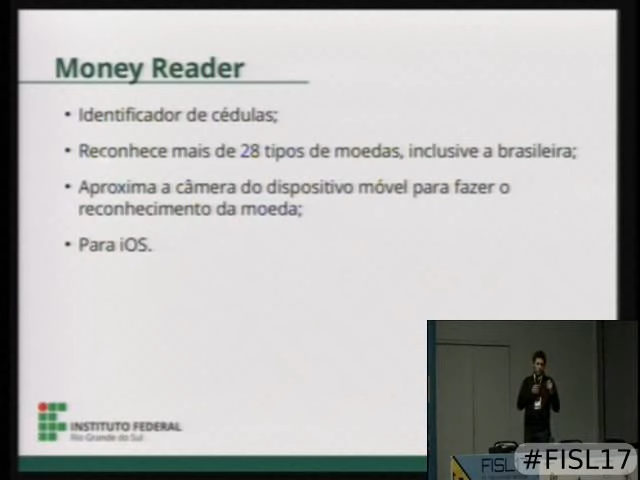 Money Reader
• Identificador de cédulas;
• Reconhece mais de 28 tipos de moedas, inclusive a brasileira;
• Aproxima a câmera do dispositivo móvel para fazer o
reconhecimento da moeda;
• Para iOS.
INSTITUTO FEDERAL
Rio Grande do Sul
FISL
#FISL17